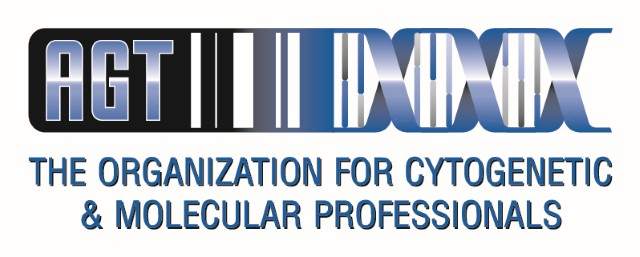 AGT
THE ORGANIZATION FOR CYTOGENETIC
& MOLECULAR PROFESSIONALS